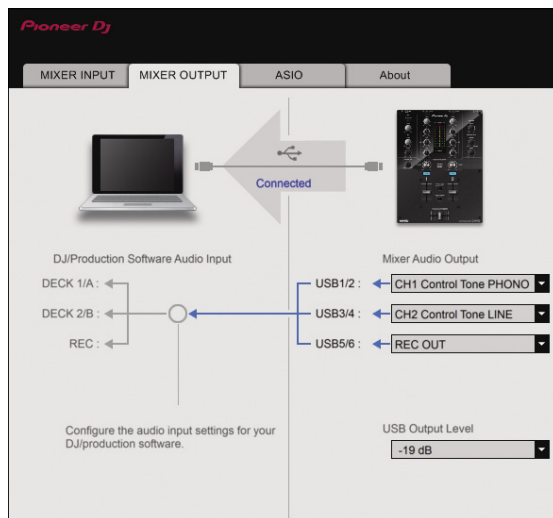 Pioneer Dj
MIXER INPUT
MIXER OUTPUT
ASIO
About
Connected
DJ/Production Software Audio Input
Mixer Audio Output
DECK 1/A :
USB1/2 :
CH1 Control Tone PHONO
DECK 2/B :
USB3/4 :
CH2 Control Tone LINE
REC :
USB5/6 :
REC OUT
Configure the audio input settings for your
DJ/production software.
USB Output Level
-19 dB